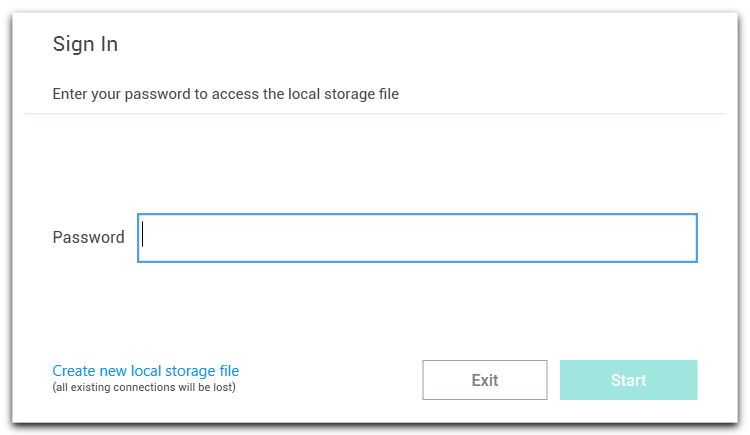 Sign In
Enter your password to access the local storage file
Password
Create new local storage file
(all existing connections will be lost)
Exit
Start